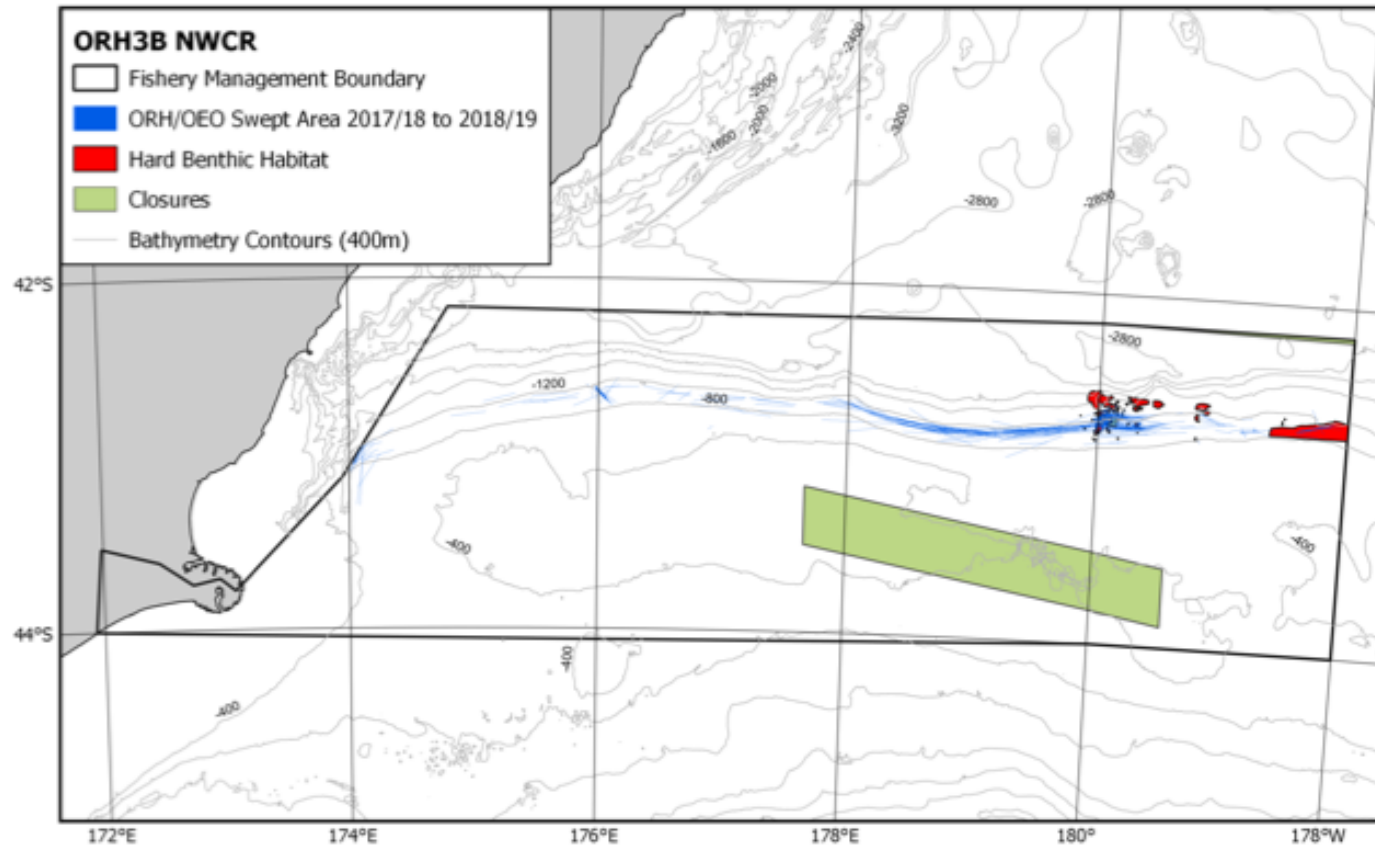 ORH3B NWCR
Fishery Management Boundary
ORH/OEO Swept Area 2017/18 to 2018/19
Hard Benthic Habitat
Closures
Bathymetry Contours (400m)
-2400
-2000
-2000
-1600
-3200
-2800
-2800
42°S
-2800
-1200
-800
-400
-400
44°S
-400
-400
172°E
174°E
176°E
178°E
180°
178°W